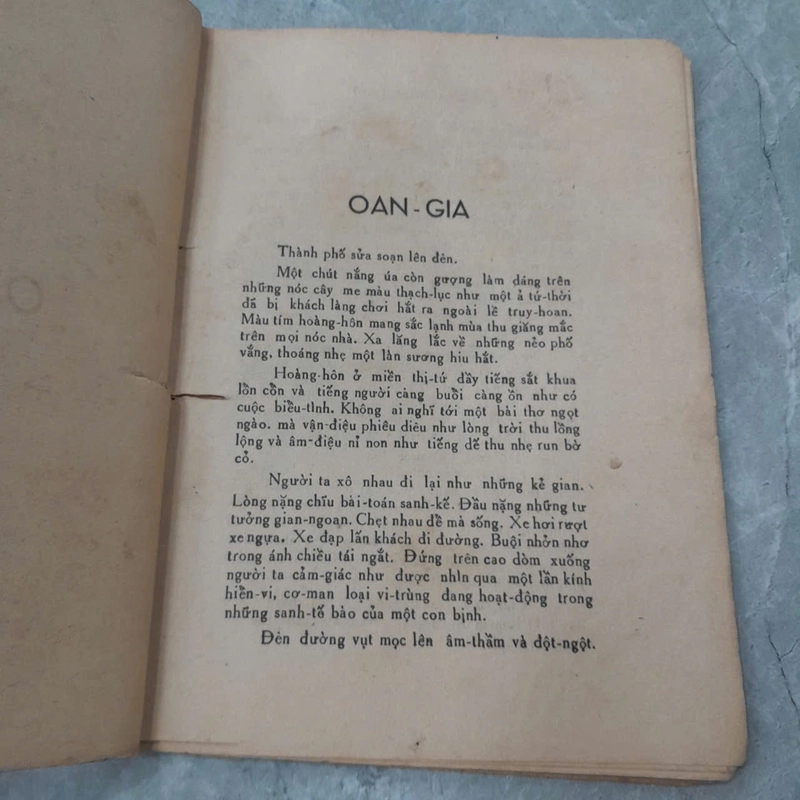 OAN-GIA
Thành phố sửa soạn lên đèn.
Một chút nắng úa còn gượng làm dáng trên
những nóc cây me màu thạch-lục như một ả tứ-thời
đã bị khách làng chơi hắt ra ngoài lề truy-hoan.
Màu tím hoàng-hôn mang sắc lạnh mùa thu giăng mắc
trên mọi nóc nhà. Xa lăng lắc về những nẻo phố
vắng, thoáng nhẹ một làn sương hiu hắt.
Hoàng-hôn ở miền thị-tứ đầy tiếng sắt khua
lồn cồn và tiếng người càng buổi càng ồn như có
cuộc biểu-tình. Không ai nghĩ tới một bài thơ ngọt
ngào. mà vận-điệu phiêu diêu như lòng trời thu lồng
lộng và âm-điệu nỉ non như tiếng dế thu nhẹ run bờ
cỏ.
Người ta xô nhau đi lại như những kẻ gian.
Lòng nặng chĩu bài-toán sanh-kế. Đầu nặng những tư
tưởng gian-ngoan. Chẹt nhau để mà sống. Xe hơi rượt
xe ngựa. Xe đạp lấn khách đi đường. Buội nhởn nhơ
trong ánh chiều tái ngắt. Đứng trên cao dòm xuống
người ta cảm-giác như được nhìn qua một lần kính
hiển-vi, cơ-man loại vi-trùng đang hoạt-động trong
những sanh-tố bào của một con bịnh.
Đèn đường vụt mọc lên âm-thầm và đột-ngột.